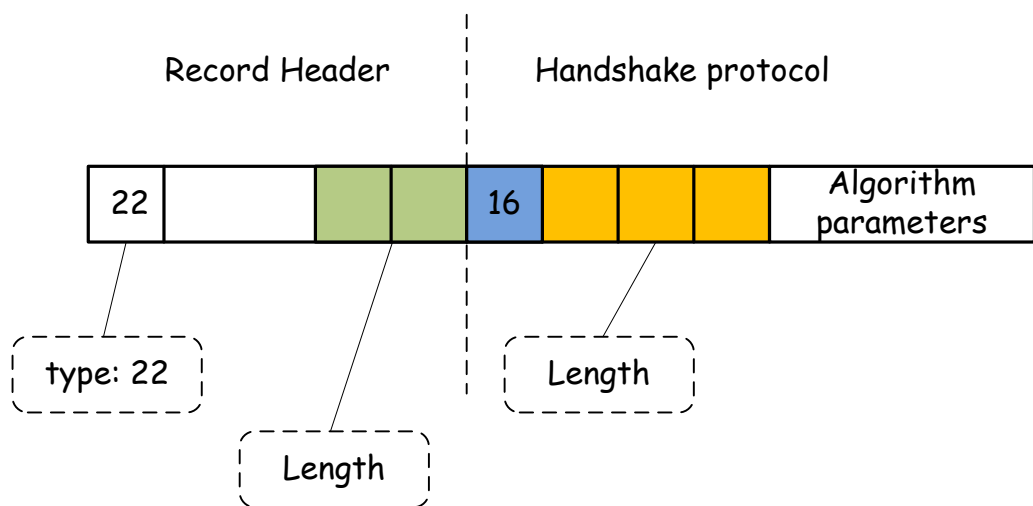 Record Header
Handshake protocol
22
16
Algorithm
parameters
type: 22
Length
Length